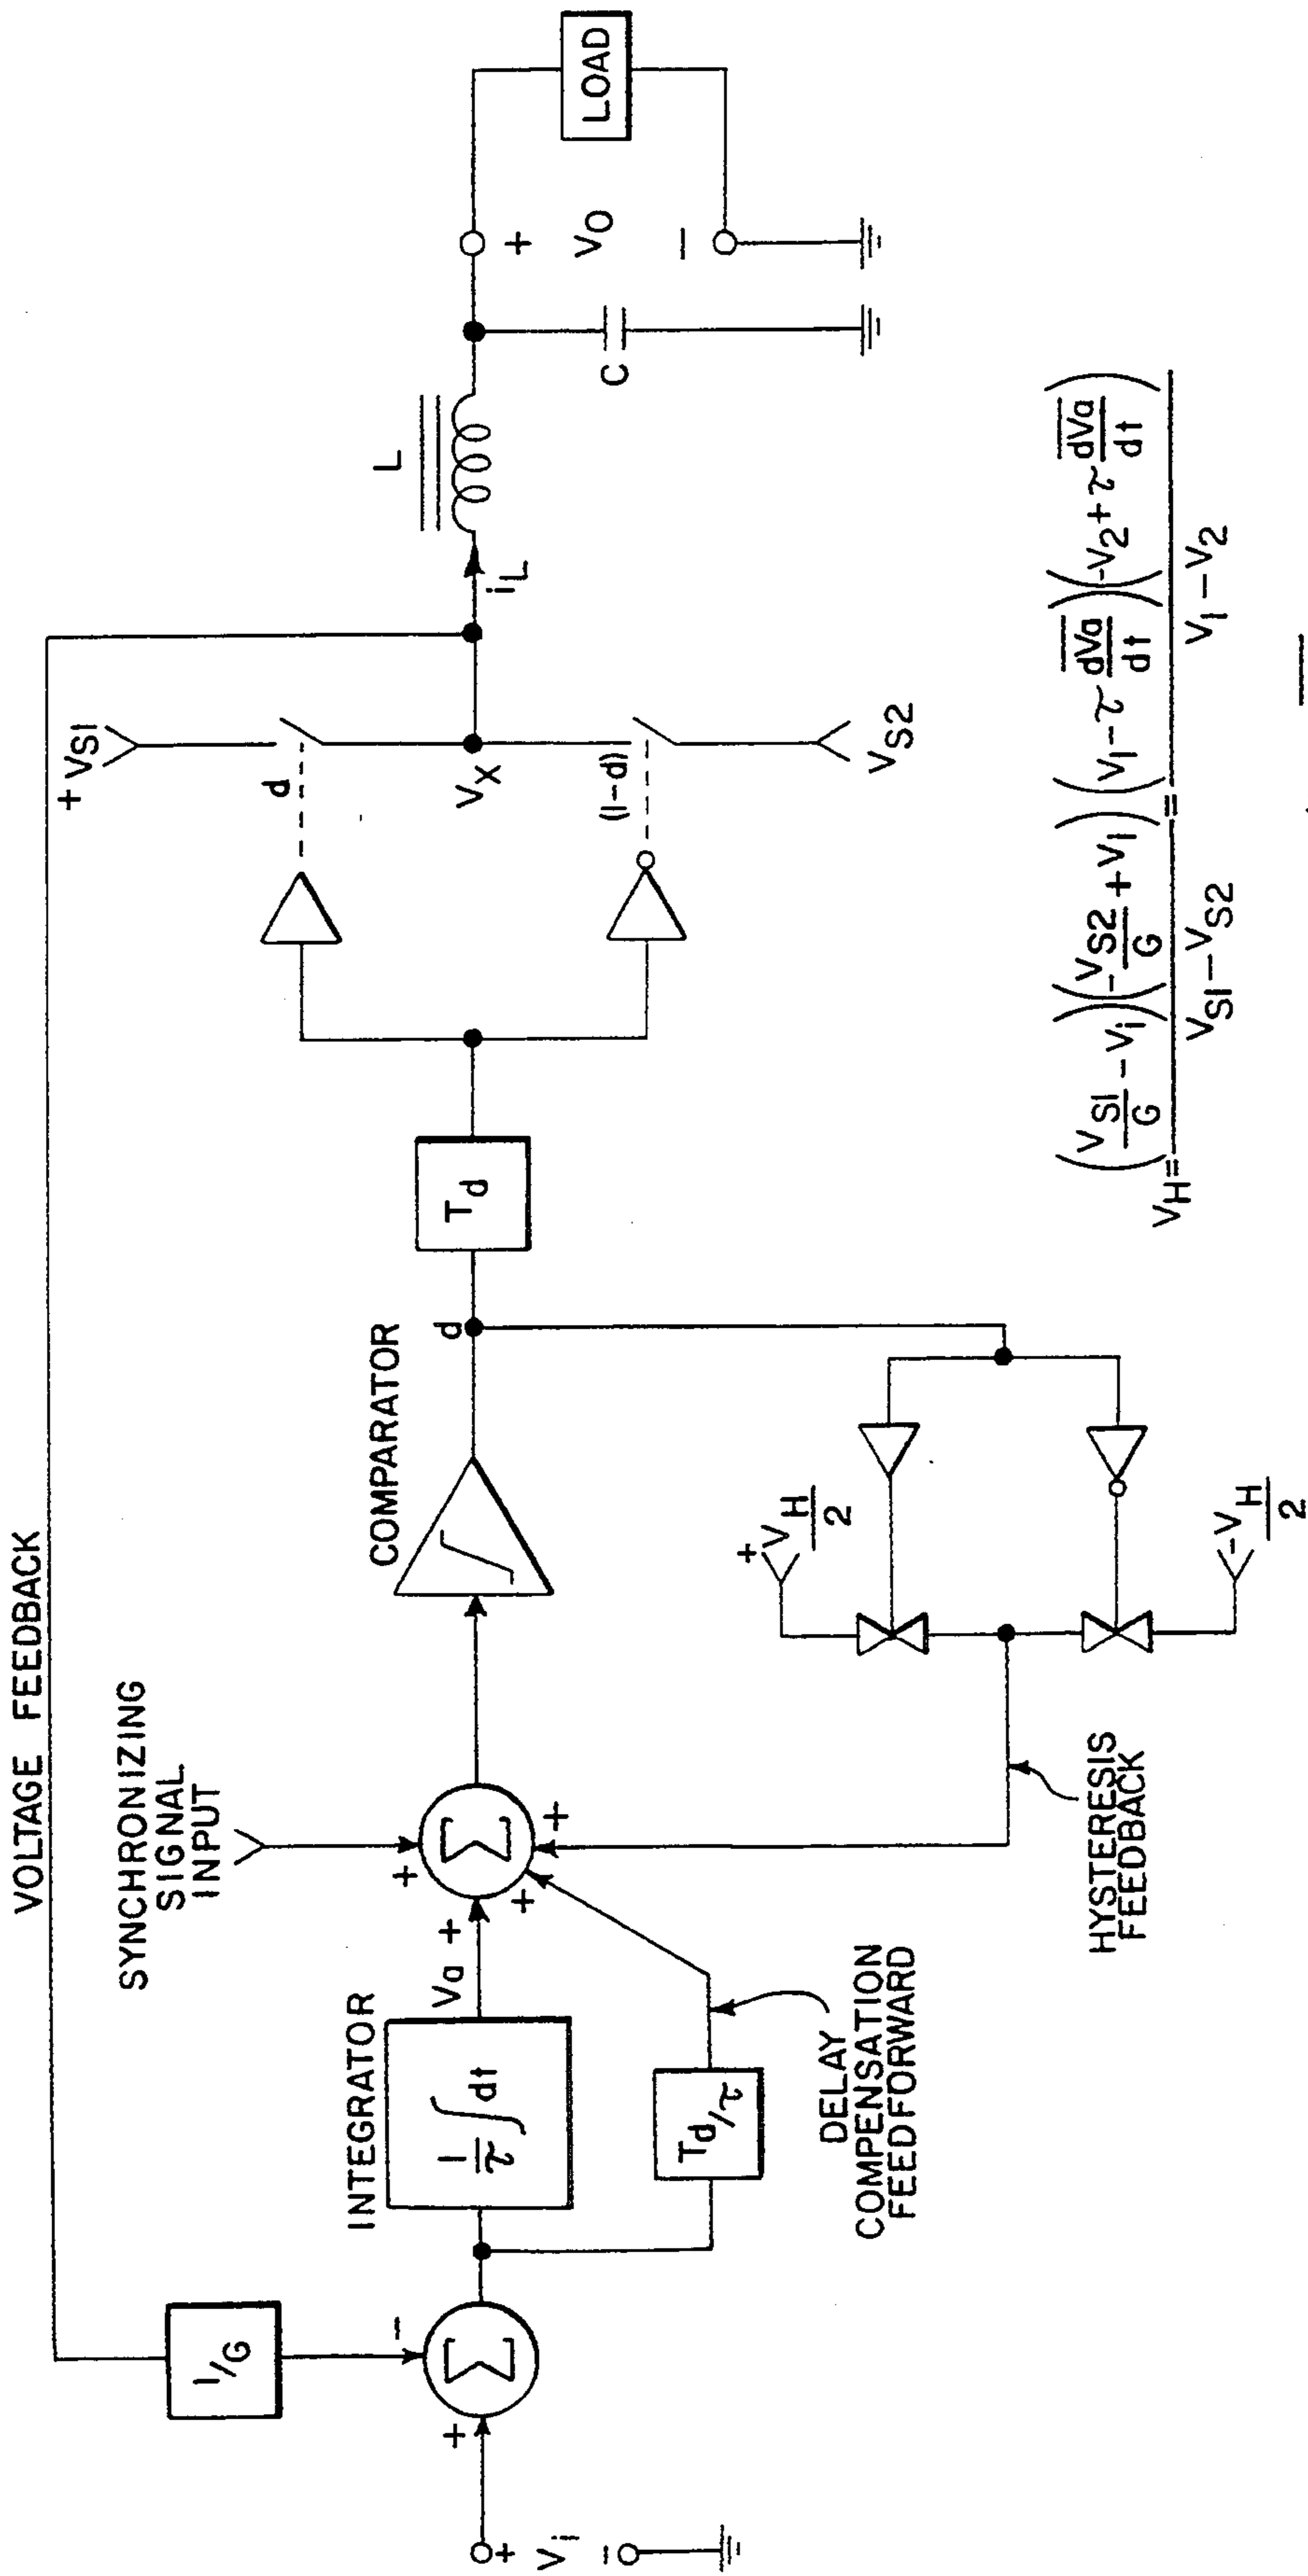 VOLTAGE FEEDBACK
1/G
SYNCHRONIZING
SIGNAL
INPUT
+ VS1
d
VX
(1-d)
VS2
iL
L
C
+
VO
-
LOAD
+
Vi
-
+
-
Σ
INTEGRATOR
1/τ ∫ dt
Va +
+
Σ
+
+
COMPARATOR
d
Td
Td/τ
DELAY
COMPENSATION
FEEDFORWARD
HYSTERESIS
FEEDBACK
+VH/2
-VH/2
VH= (VS1/G - Vi)(-VS2/G + Vi) / VS1-VS2 = (V1 - τ dVa/dt)(-V2 + τ dVa/dt) / V1-V2